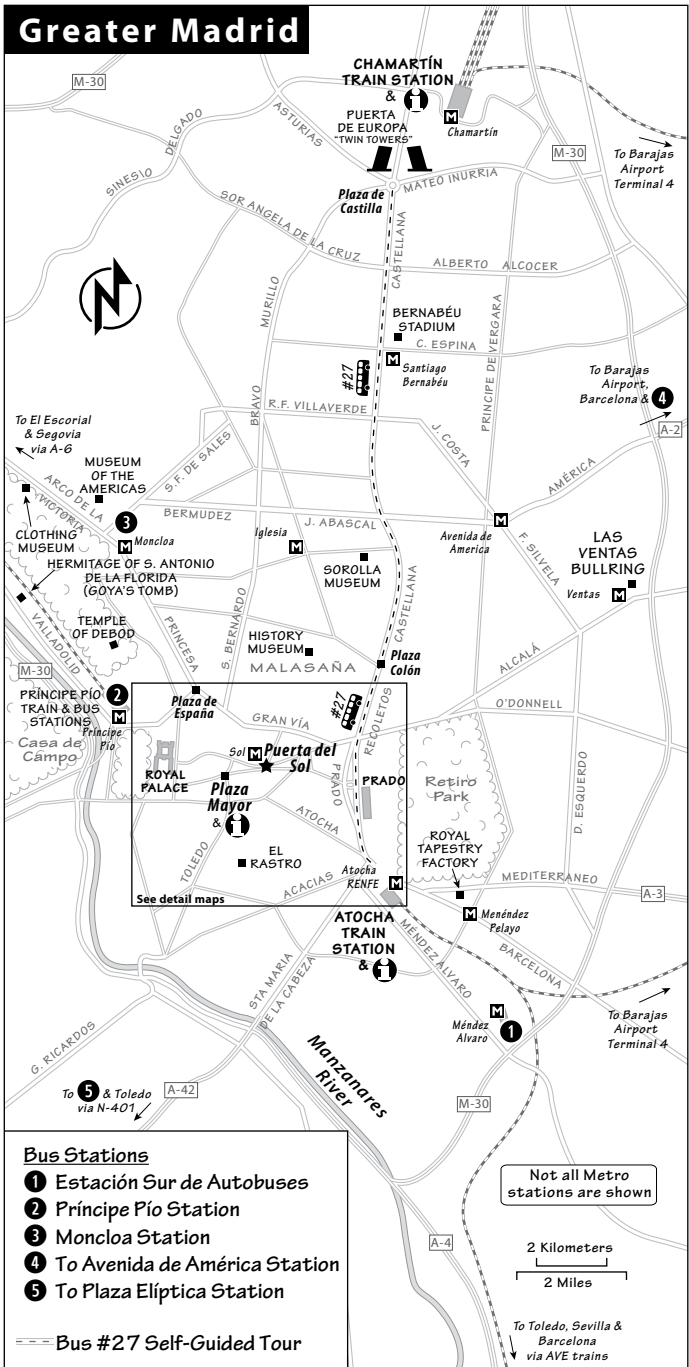 Greater Madrid
CHAMARTÍN
TRAIN STATION
& i
M-30
ASTURIAS
SINESIO DELGADO
PUERTA
DE EUROPA
"TWIN TOWERS"
M
Chamartín
M-30
To Barajas
Airport
Terminal 4
Plaza de
Castilla
MATEO INURRIA
SOR ANGELA DE LA CRUZ
CASTELLANA
ALBERTO ALCOCER
N
MURILLO
BRAVO
PRINCIPE DE VERGARA
BERNABÉU
STADIUM
C. ESPINA
M
Santiago
Bernabéu
#27
To Barajas
Airport,
Barcelona & 4
A-2
R.F. VILLAVERDE
J. COSTA
AMÉRICA
To El Escorial
& Segovia
via A-6
S.F. DE SALES
MUSEUM
OF THE
AMERICAS
ARCO DE LA
VICTORIA
3
BERMUDEZ
J. ABASCAL
M
Moncloa
Iglesia
M
Avenida de
America
M
F. SILVELA
CLOTHING
MUSEUM
HERMITAGE OF S. ANTONIO
DE LA FLORIDA
(GOYA'S TOMB)
SOROLLA
MUSEUM
LAS
VENTAS
BULLRING
Ventas M
TEMPLE
OF DEBOD
VALLADOLID
PRINCESA
S. BERNARDO
HISTORY
MUSEUM
MALASAÑA
CASTELLANA
Plaza
Colón
ALCALÁ
M-30
PRÍNCIPE PÍO
TRAIN & BUS
STATIONS
2
M
Príncipe
Pío
Casa de
Campo
Plaza de
España
GRAN VÍA
#27
RECOLETOS
O'DONNELL
Sol M
Puerta del
Sol
ROYAL
PALACE
Plaza
Mayor
& i
PRADO
PRADO
Retiro
Park
D. ESQUERDO
ATOCHA
TOLEDO
EL
RASTRO
ACACIAS
Atocha
RENFE
M
ROYAL
TAPESTRY
FACTORY
MEDITERRANEO
A-3
See detail maps
M
Menéndez
Pelayo
ATOCHA
TRAIN
STATION
& i
MÉNDEZ ALVARO
BARCELONA
STA MARIA
DE LA CABEZA
M
Méndez
Alvaro
1
To Barajas
Airport
Terminal 4
G. RICARDOS
Manzanares
River
To 5 & Toledo
via N-401
A-42
M-30
Bus Stations
1 Estación Sur de Autobuses
2 Príncipe Pío Station
3 Moncloa Station
4 To Avenida de América Station
5 To Plaza Elíptica Station
Bus #27 Self-Guided Tour
Not all Metro
stations are shown
A-4
2 Kilometers
2 Miles
To Toledo, Sevilla &
Barcelona
via AVE trains